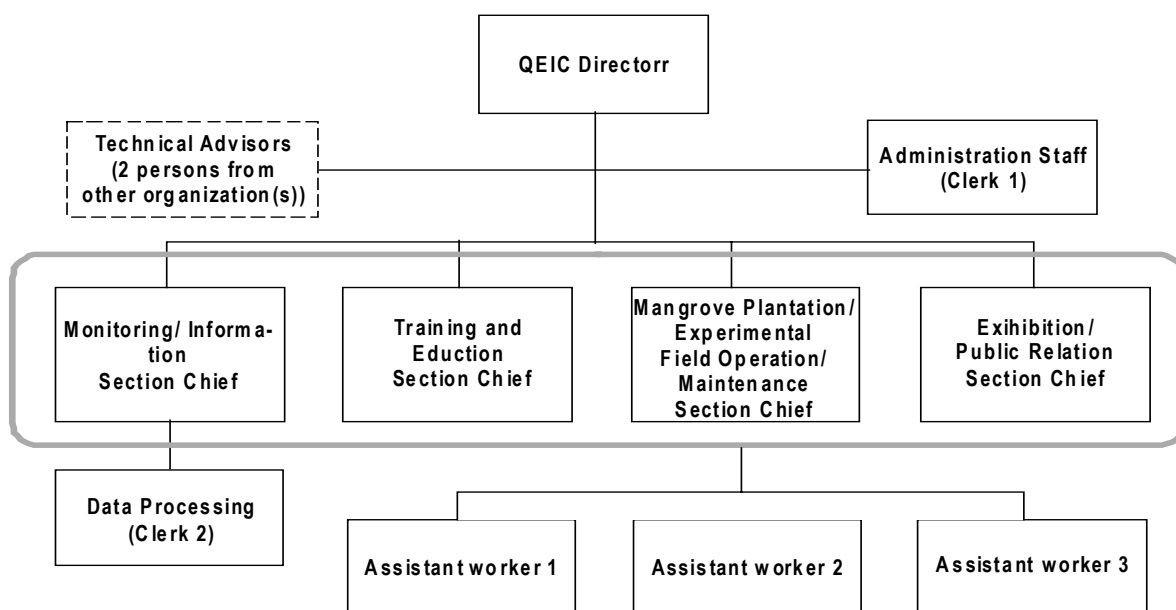 QEIC Directorr
Technical Advisors
(2 persons from
other organization(s))
Administration Staff
(Clerk 1)
Monitoring/ Informa-
tion
Section Chief
Training and
Eduction
Section Chief
Mangrove Plantation/
Experimental
Field Operation/
Maintenance
Section Chief
Exihibition/
Public Relation
Section Chief
Data Processing
(Clerk 2)
Assistant worker 1
Assistant worker 2
Assistant worker 3